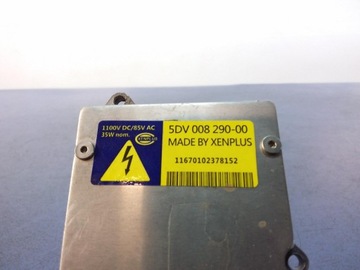 1100V DC/85V AC
35W nom.
5DV 008 290-00
MADE BY XENPLUS
11670102378152